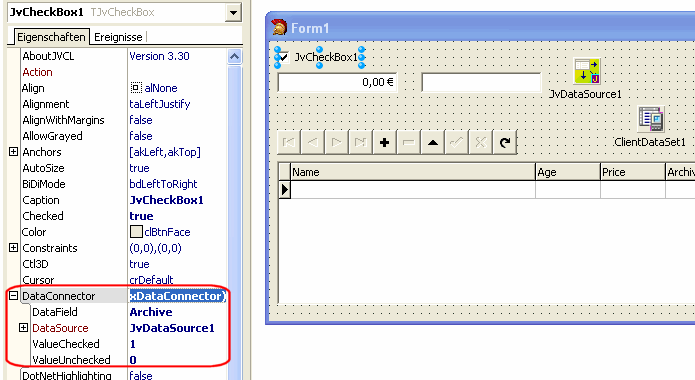 JvCheckBox1 TJvCheckBox
Eigenschaften Ereignisse
AboutJVCL Version 3.30
Action
Align alNone
Alignment taLeftJustify
AlignWithMargins false
AllowGrayed false
Anchors [akLeft,akTop]
AutoSize true
BiDiMode bdLeftToRight
Caption JvCheckBox1
Checked true
Color clBtnFace
Constraints (0,0),(0,0)
Ctl3D true
Cursor crDefault
DataConnector xDataConnector)
DataField Archive
DataSource JvDataSource1
ValueChecked 1
ValueUnchecked 0
DotNetHighlighting false
Form1
JvCheckBox1
0,00 €
JvDataSource1
ClientDataSet1
Name Age Price Archiv